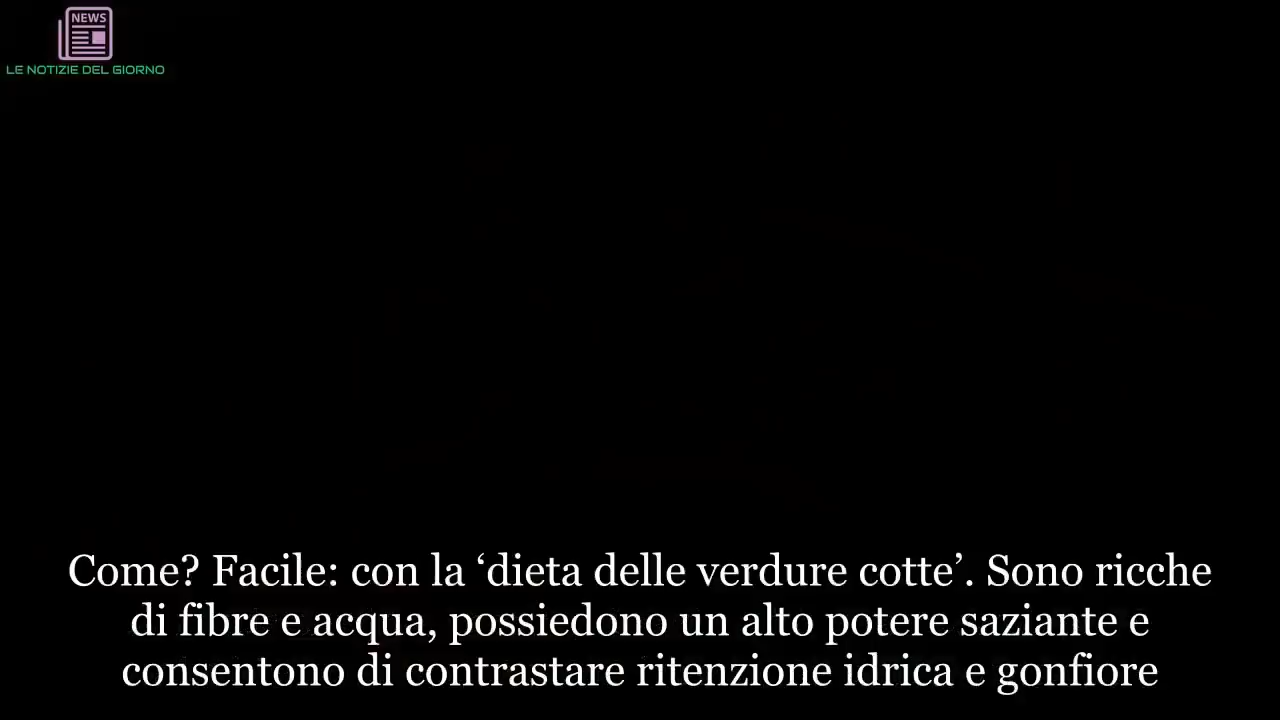 NEWS
LE NOTIZIE DEL GIORNO
Come? Facile: con la ‘dieta delle verdure cotte’. Sono ricche
di fibre e acqua, possiedono un alto potere saziante e
consentono di contrastare ritenzione idrica e gonfiore